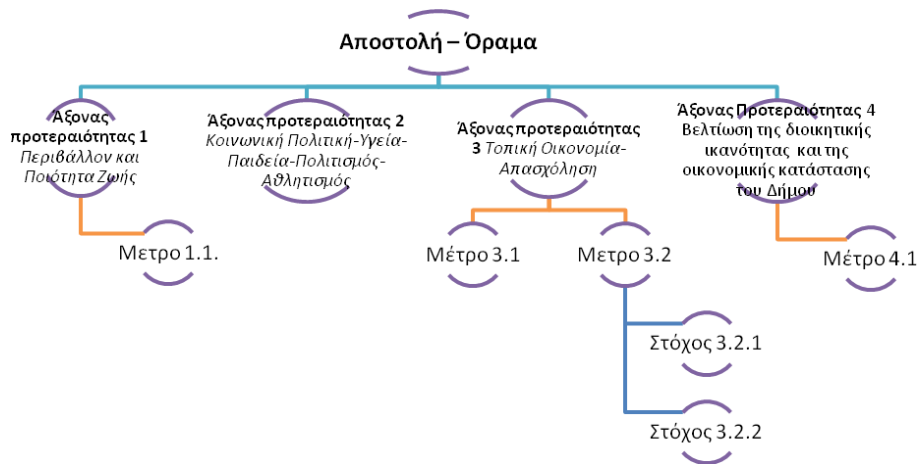 Αποστολή – Όραμα
Άξονας
προτεραιότητας 1
Περιβάλλον και
Ποιότητα Ζωής
Άξονας προτεραιότητας 2
Κοινωνική Πολιτική-Υγεία-
Παιδεία-Πολιτισμός-
Αθλητισμός
Άξονας προτεραιότητας
3 Τοπική Οικονομία-
Απασχόληση
Άξονας Προτεραιότητας 4
Βελτίωση της διοικητικής
ικανότητας και της
οικονομικής κατάστασης
του Δήμου
Μετρο 1.1.
Μέτρο 3.1
Μετρο 3.2
Μέτρο 4.1
Στόχος 3.2.1
Στόχος 3.2.2